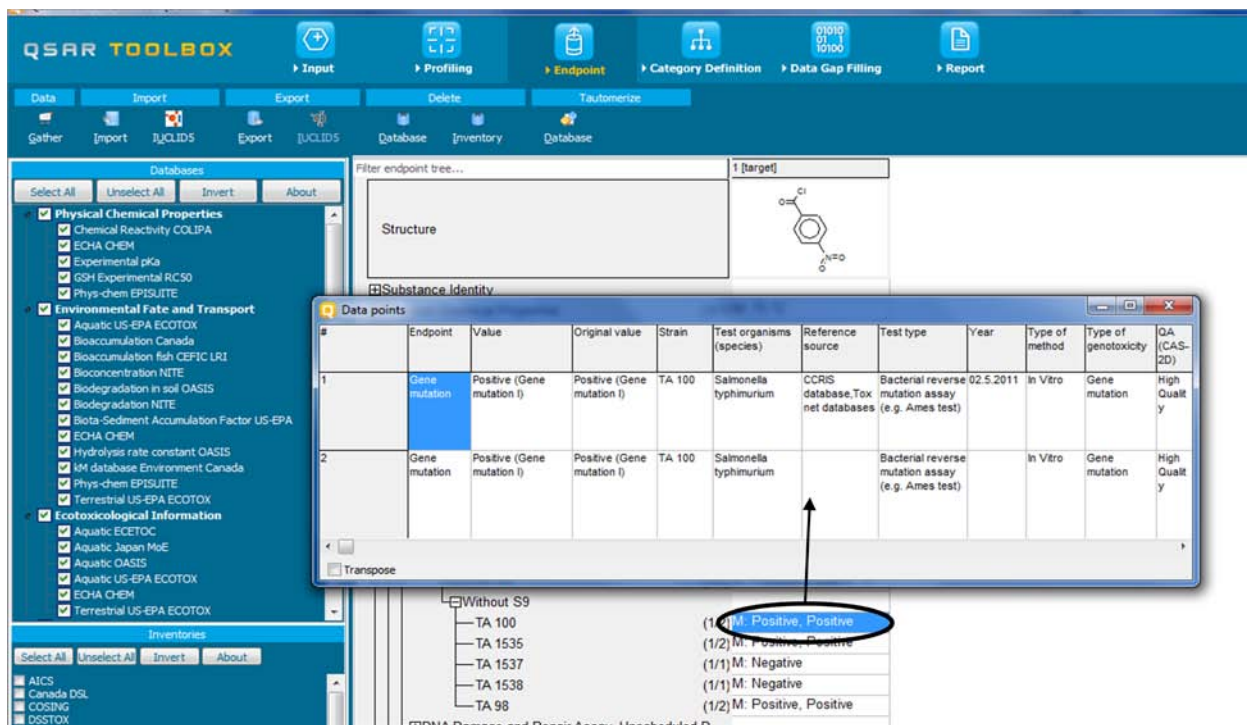 QSAR TOOLBOX
01010
01 1
10100
▸ Input
▸ Profiling
▸ Endpoint
▸ Category Definition
▸ Data Gap Filling
▸ Report
Data
Import
Export
Delete
Tautomerize
Gather
Import
IUCLID5
Export
IUCLID5
Database
Inventory
Database
Databases
Select All
Unselect All
Invert
About
Physical Chemical Properties
Chemical Reactivity COLIPA
ECHA CHEM
Experimental pKa
GSH Experimental RC50
Phys-chem EPISUITE
Environmental Fate and Transport
Aquatic US-EPA ECOTOX
Bioaccumulation Canada
Bioaccumulation fish CEFIC LRI
Bioconcentration NITE
Biodegradation in soil OASIS
Biodegradation NITE
Biota-Sediment Accumulation Factor US-EPA
ECHA CHEM
Hydrolysis rate constant OASIS
kM database Environment Canada
Phys-chem EPISUITE
Terrestrial US-EPA ECOTOX
Ecotoxicological Information
Aquatic ECETOC
Aquatic Japan MoE
Aquatic OASIS
Aquatic US-EPA ECOTOX
ECHA CHEM
Terrestrial US-EPA ECOTOX
Inventories
Select All
Unselect All
Invert
About
AICS
Canada DSL
COSING
DSSTOX
Filter endpoint tree...
1 [target]
Structure
O
Cl
N=O
O
Substance Identity
Data points
# Endpoint Value Original value Strain Test organisms (species) Reference source Test type Year Type of method Type of genotoxicity QA (CAS-2D)
1 Gene mutation Positive (Gene mutation I) Positive (Gene mutation I) TA 100 Salmonella typhimurium CCRIS database,Tox net databases Bacterial reverse mutation assay (e.g. Ames test) 02.5.2011 In Vitro Gene mutation High Quality
2 Gene mutation Positive (Gene mutation I) Positive (Gene mutation I) TA 100 Salmonella typhimurium Bacterial reverse mutation assay (e.g. Ames test) In Vitro Gene mutation High Quality
Transpose
Without S9
TA 100 (1/2) M: Positive, Positive
TA 1535 (1/2) M: Positive, Positive
TA 1537 (1/1) M: Negative
TA 1538 (1/1) M: Negative
TA 98 (1/2) M: Positive, Positive